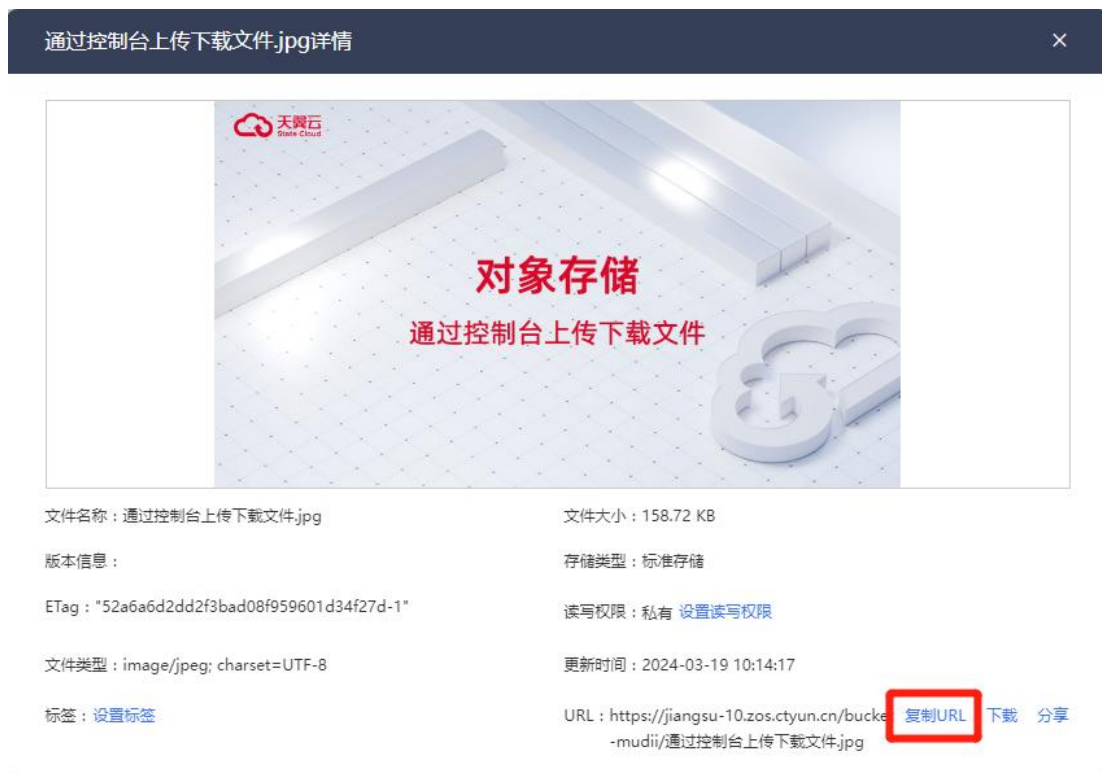 通过控制台上传下载文件.jpg详情
天翼云
State Cloud
对象存储
通过控制台上传下载文件
文件名称：通过控制台上传下载文件.jpg
文件大小：158.72 KB
版本信息：
存储类型：标准存储
ETag："52a6a6d2dd2f3bad08f959601d34f27d-1"
读写权限：私有 设置读写权限
文件类型：image/jpeg; charset=UTF-8
更新时间：2024-03-19 10:14:17
标签：设置标签
URL：https://jiangsu-10.zos.ctyun.cn/bucke 复制URL 下载 分享
-mudii/通过控制台上传下载文件.jpg